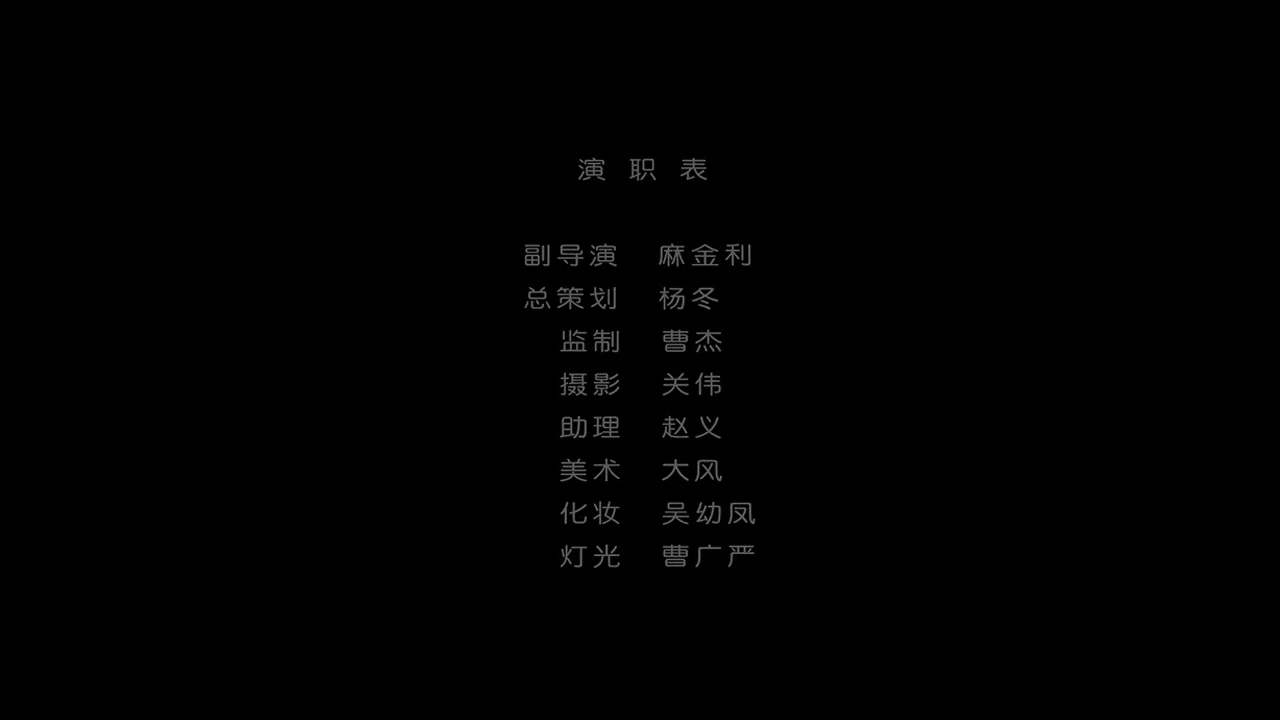 演 职 表
副导演 麻金利
总策划 杨冬
监制 曹杰
摄影 关伟
助理 赵义
美术 大风
化妆 吴幼凤
灯光 曹广严